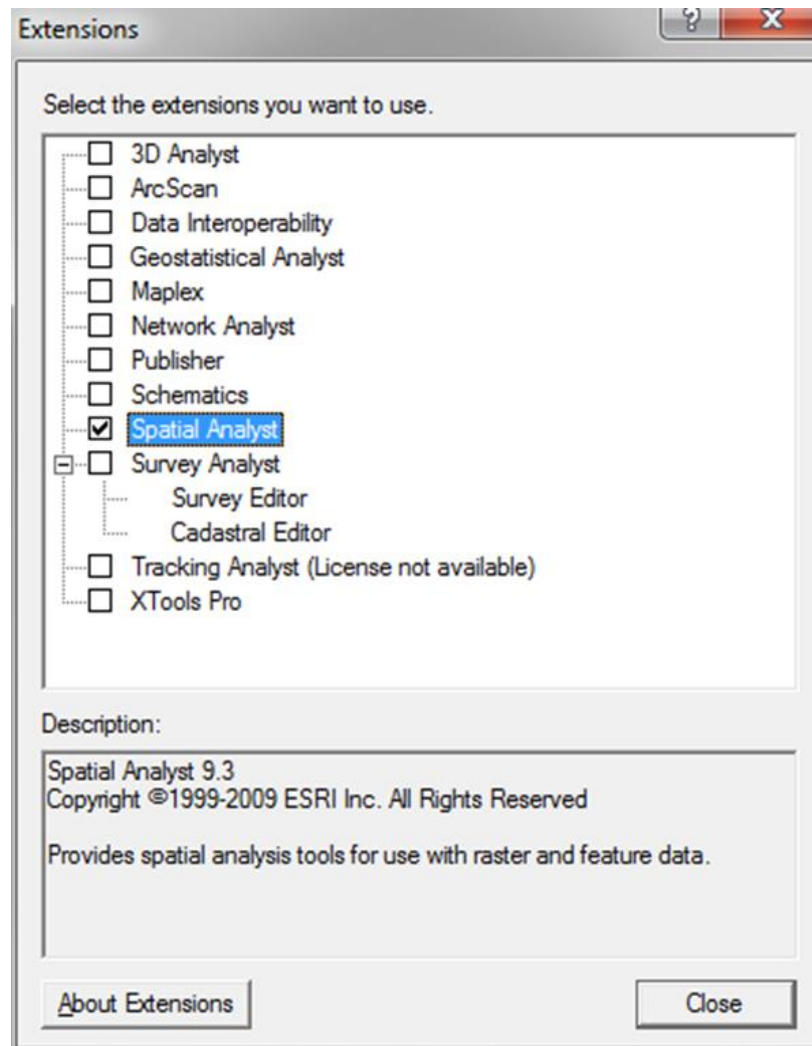 Extensions
?
Select the extensions you want to use.
3D Analyst
ArcScan
Data Interoperability
Geostatistical Analyst
Maplex
Network Analyst
Publisher
Schematics
Spatial Analyst
Survey Analyst
Survey Editor
Cadastral Editor
Tracking Analyst (License not available)
XTools Pro
Description:
Spatial Analyst 9.3
Copyright ©1999-2009 ESRI Inc. All Rights Reserved
Provides spatial analysis tools for use with raster and feature data.
About Extensions
Close